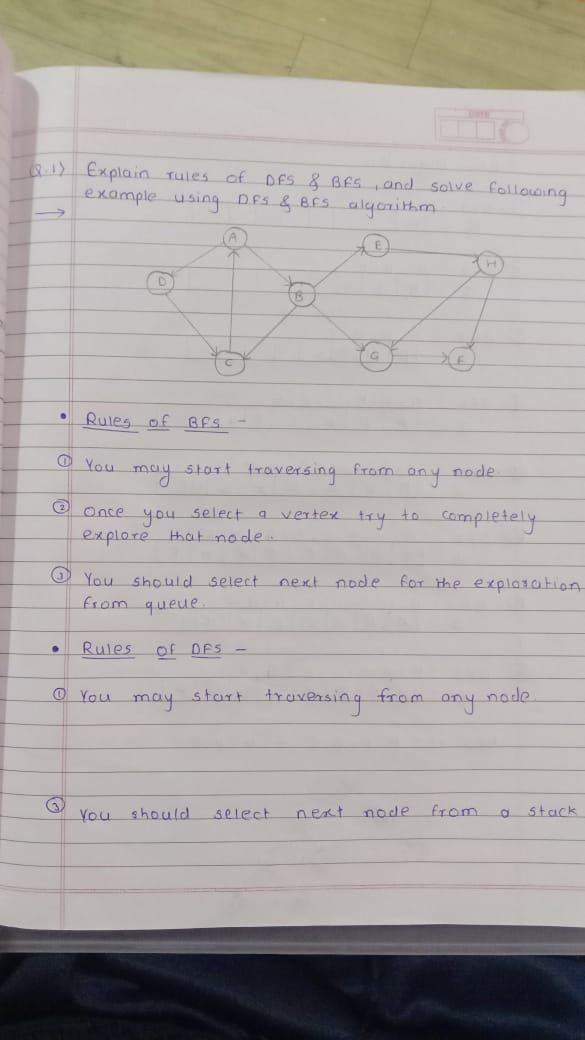 DATE
Q.1) Explain rules of DFS & BFS, and solve following
example using DFS & BFS algorithm
A
E
H
D
B
C
G
F
• Rules of BFS -
① You may start traversing from any node.
② Once you select a vertex try to completely
explore that node..
③ You should select next node for the exploration
from queue.
• Rules of DFS -
① You may start traversing from any node.
③ You should select next node from a stack